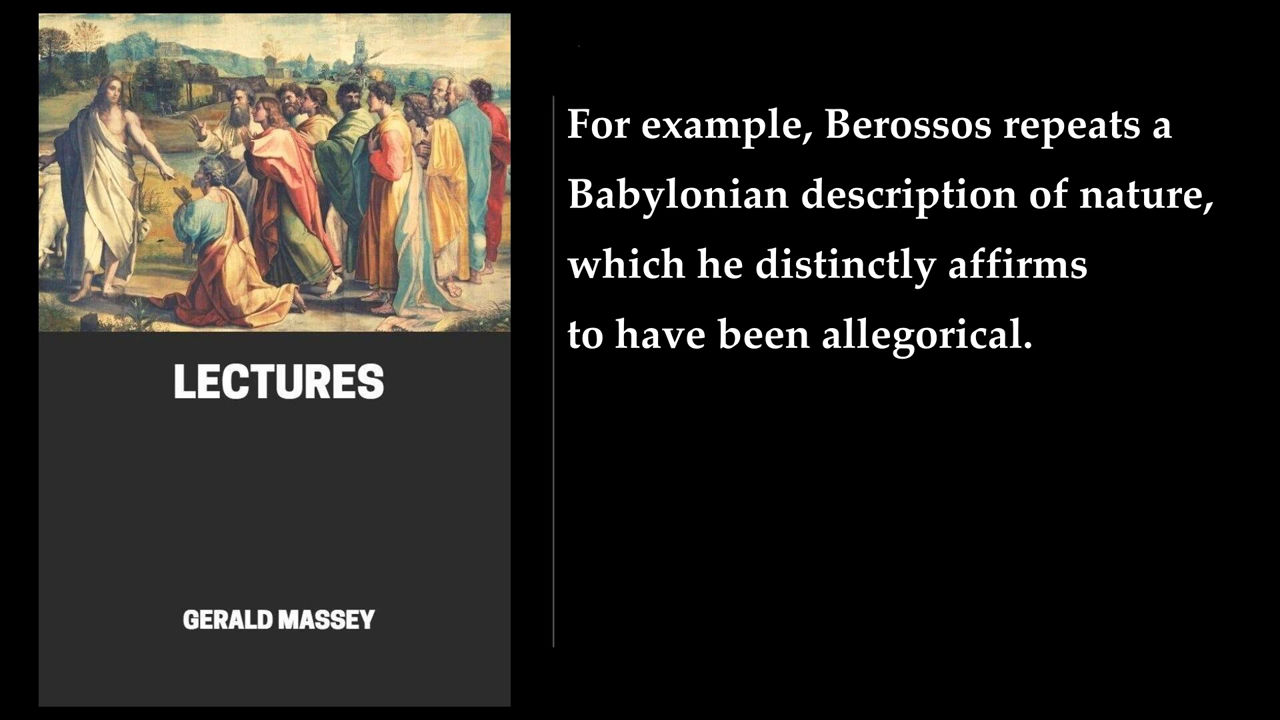 LECTURES
GERALD MASSEY
For example, Berossos repeats a
Babylonian description of nature,
which he distinctly affirms
to have been allegorical.